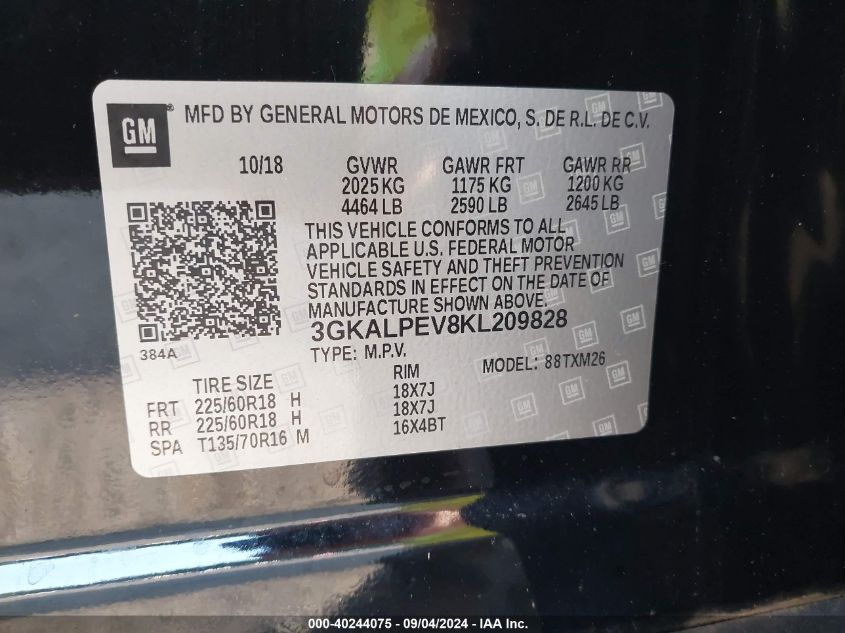 GM® MFD BY GENERAL MOTORS DE MEXICO, S. DE R.L. DE C.V.
10/18 GVWR GAWR FRT GAWR RR
2025 KG 1175 KG 1200 KG
4464 LB 2590 LB 2645 LB
THIS VEHICLE CONFORMS TO ALL
APPLICABLE U.S. FEDERAL MOTOR
VEHICLE SAFETY AND THEFT PREVENTION
STANDARDS IN EFFECT ON THE DATE OF
MANUFACTURE SHOWN ABOVE.
3GKALPEV8KL209828
384A TYPE: M.P.V. MODEL: 88TXM26
TIRE SIZE RIM
FRT 225/60R18 H 18X7J
RR 225/60R18 H 18X7J
SPA T135/70R16 M 16X4BT
000-40244075 - 09/04/2024 - IAA Inc.